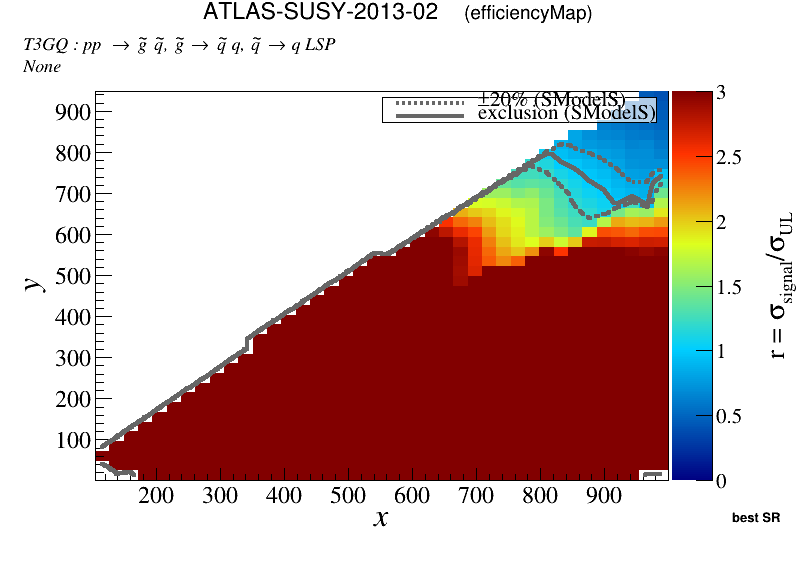 ATLAS-SUSY-2013-02 (efficiencyMap)
T3GQ : pp → g̃ q̃, g̃ → q̃ q, q̃ → q LSP
None
±20% (SModelS)
exclusion (SModelS)
900
800
700
600
500
400
300
200
100
y
200 300 400 500 600 700 800 900
x
3
2.5
2
1.5
1
0.5
0
r = σsignal/σUL
best SR